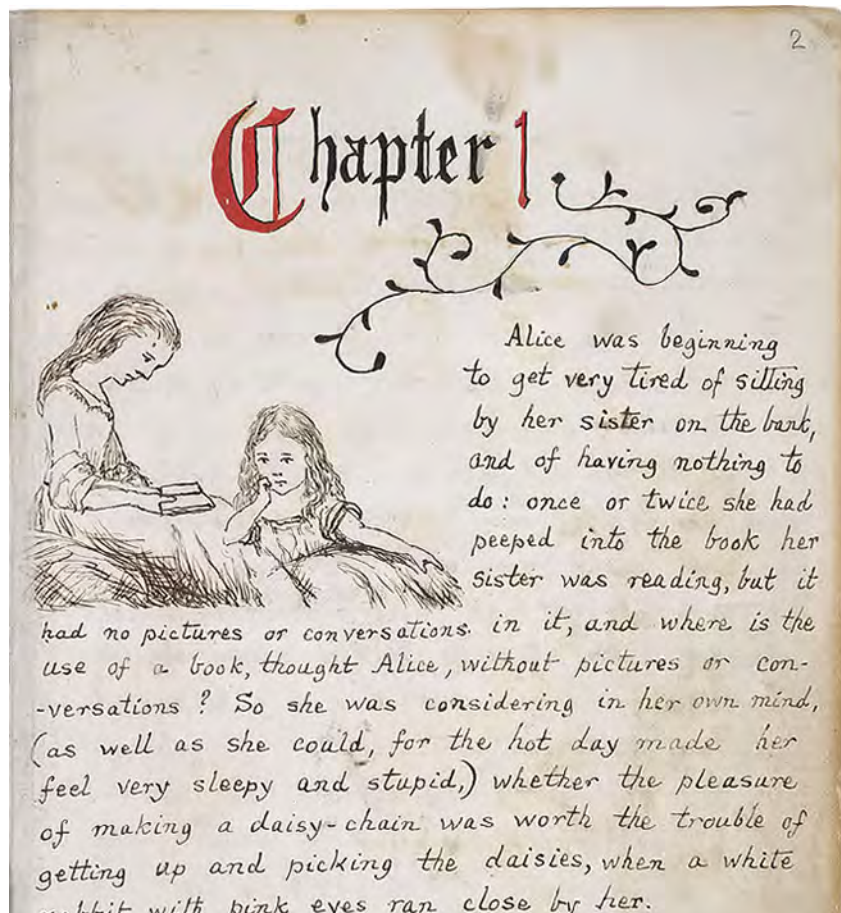 2
Chapter 1
Alice was beginning
to get very tired of sitting
by her sister on the bank,
and of having nothing to
do: once or twice she had
peeped into the book her
sister was reading, but it
had no pictures or conversations in it, and where is the
use of a book, thought Alice, without pictures or con-
-versations? So she was considering in her own mind,
(as well as she could, for the hot day made her
feel very sleepy and stupid,) whether the pleasure
of making a daisy-chain was worth the trouble of
getting up and picking the daisies, when a white
rabbit with pink eyes ran close by her.